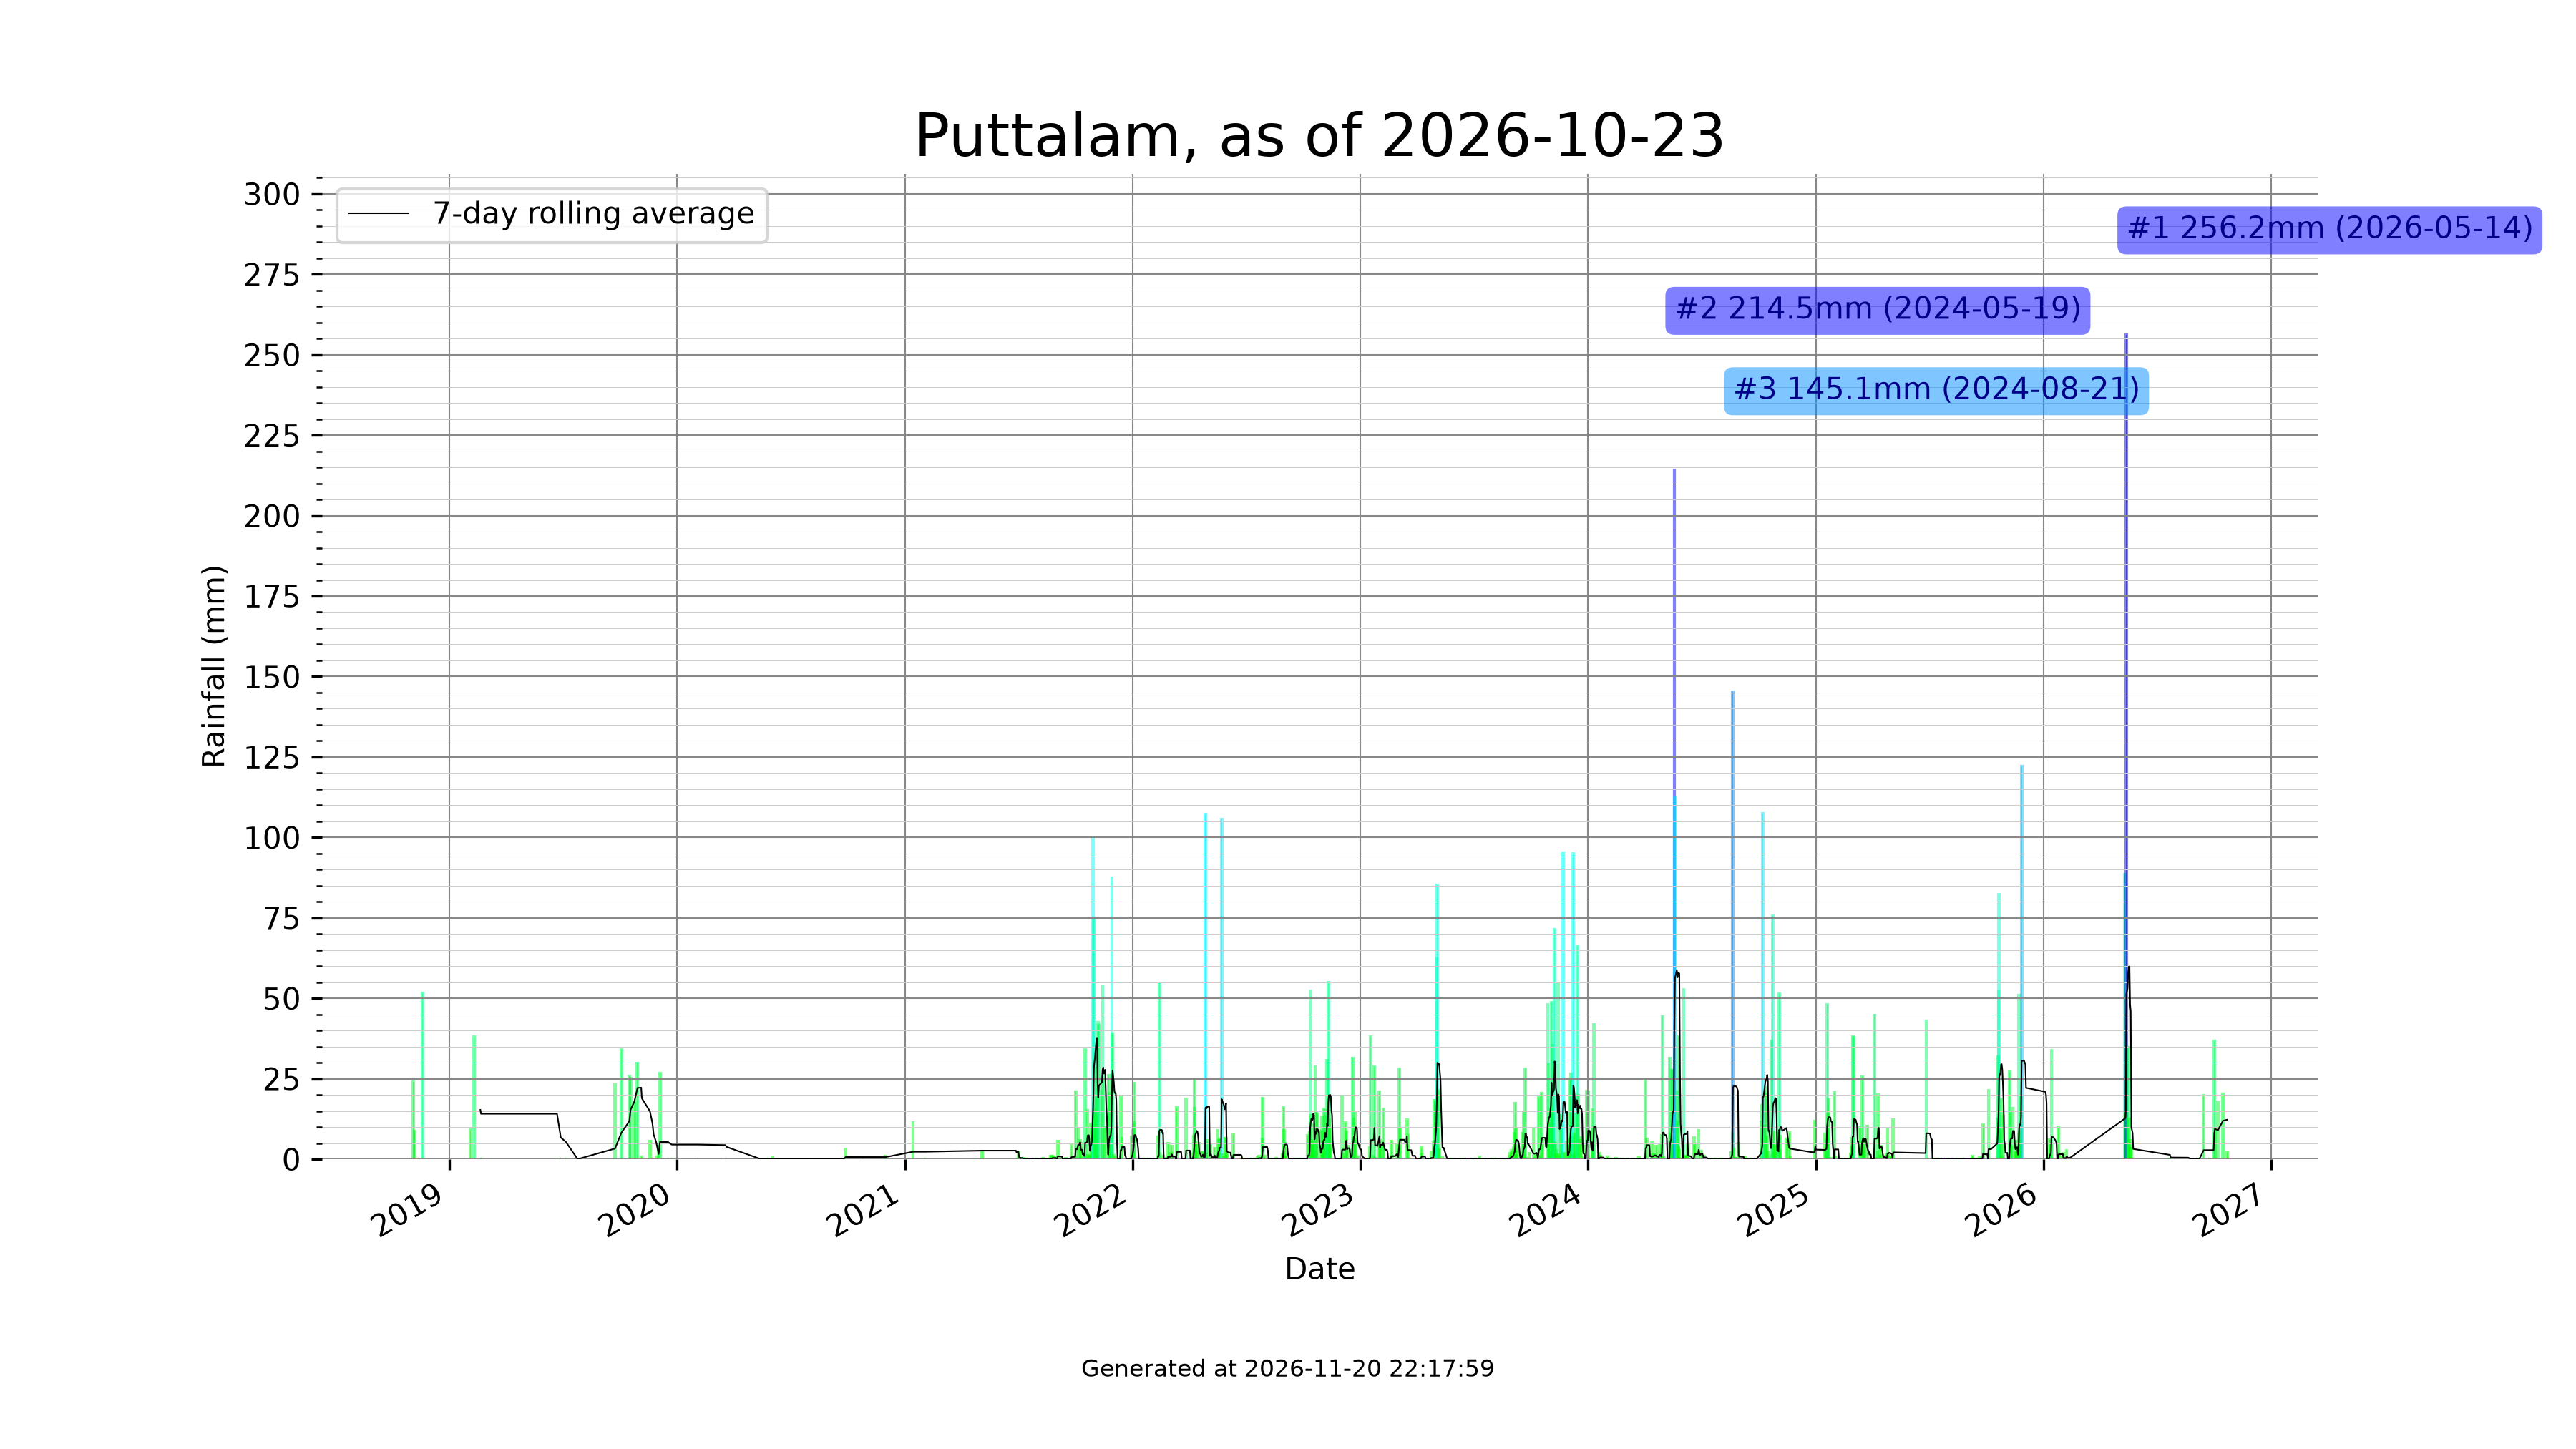 Puttalam, as of 2026-10-23
7-day rolling average
#1 256.2mm (2026-05-14)
#2 214.5mm (2024-05-19)
#3 145.1mm (2024-08-21)
Rainfall (mm)
300
275
250
225
200
175
150
125
100
75
50
25
0
2019
2020
2021
2022
2023
2024
2025
2026
2027
Date
Generated at 2026-11-20 22:17:59